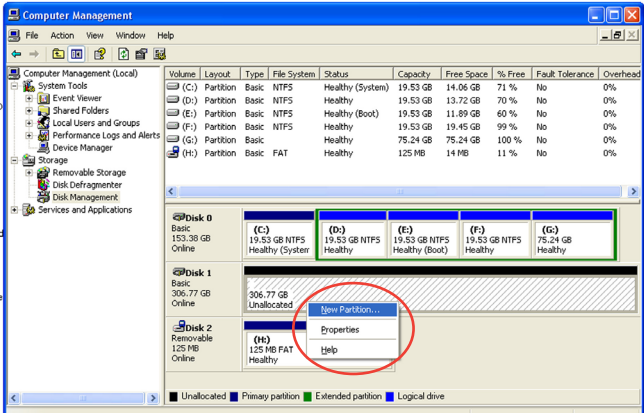 Computer Management
File Action View Window Help
Computer Management (Local)
System Tools
Event Viewer
Shared Folders
Local Users and Groups
Performance Logs and Alerts
Device Manager
Storage
Removable Storage
Disk Defragmenter
Disk Management
Services and Applications
Volume Layout Type File System Status Capacity Free Space % Free Fault Tolerance Overhead
(C:) Partition Basic NTFS Healthy (System) 19.53 GB 14.06 GB 71 % No 0%
(D:) Partition Basic NTFS Healthy 19.53 GB 13.72 GB 70 % No 0%
(E:) Partition Basic NTFS Healthy (Boot) 19.53 GB 11.89 GB 60 % No 0%
(F:) Partition Basic NTFS Healthy 19.53 GB 19.45 GB 99 % No 0%
(G:) Partition Basic Healthy 75.24 GB 75.24 GB 100 % No 0%
(H:) Partition Basic FAT Healthy 125 MB 14 MB 11 % No 0%
Disk 0
Basic
153.38 GB
Online
(C:)
19.53 GB NTFS
Healthy (System
(D:)
19.53 GB NTFS
Healthy
(E:)
19.53 GB NTFS
Healthy (Boot)
(F:)
19.53 GB NTFS
Healthy
(G:)
75.24 GB
Healthy
Disk 1
Basic
306.77 GB
Online
306.77 GB
Unallocated
New Partition...
Properties
Help
Disk 2
Removable
125 MB
Online
(H:)
125 MB FAT
Healthy
Unallocated Primary partition Extended partition Logical drive